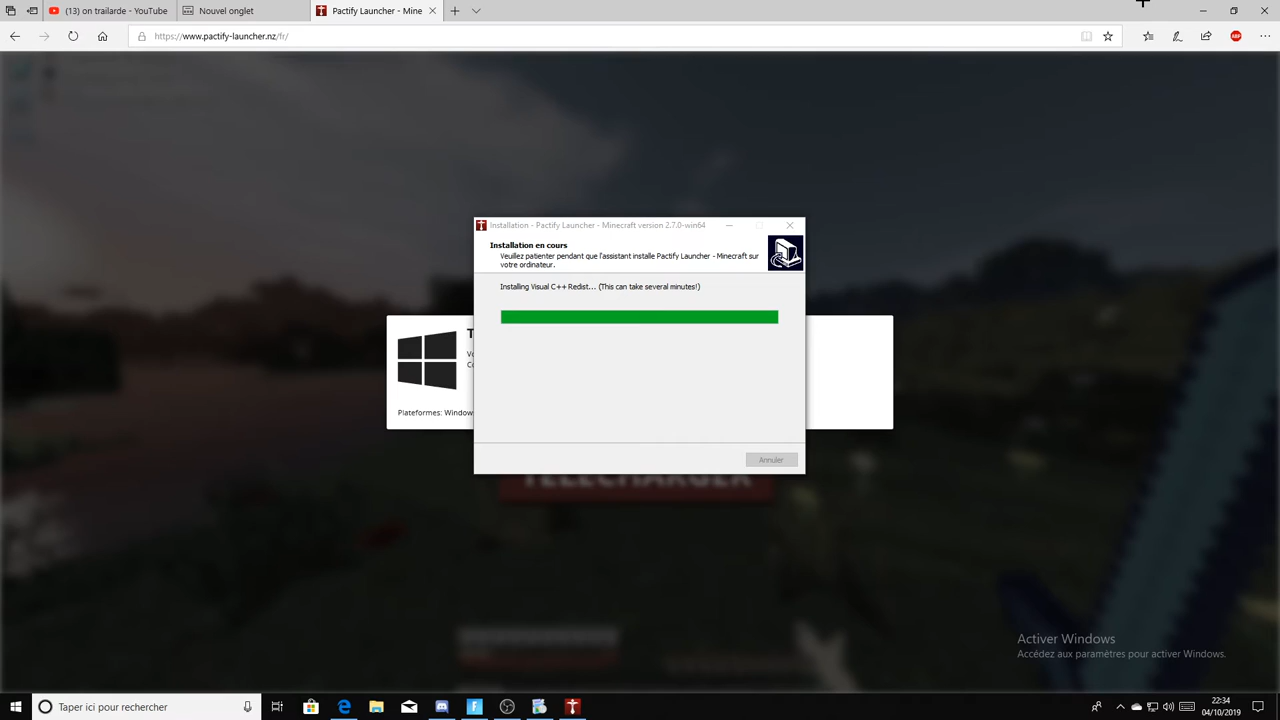 (13) on trailarde - YouTube
Nouvel onglet
Pactify Launcher - Mine
https://www.pactify-launcher.nz/fr/
ABP
Installation - Pactify Launcher - Minecraft version 2.7.0-win64
Installation en cours
Veuillez patienter pendant que l'assistant installe Pactify Launcher - Minecraft sur
votre ordinateur.
Installing Visual C++ Redist... (This can take several minutes!)
Annuler
Plateformes: Window
TÉLÉCHARGER
Activer Windows
Accédez aux paramètres pour activer Windows.
Taper ici pour rechercher
22:34
04/10/2019